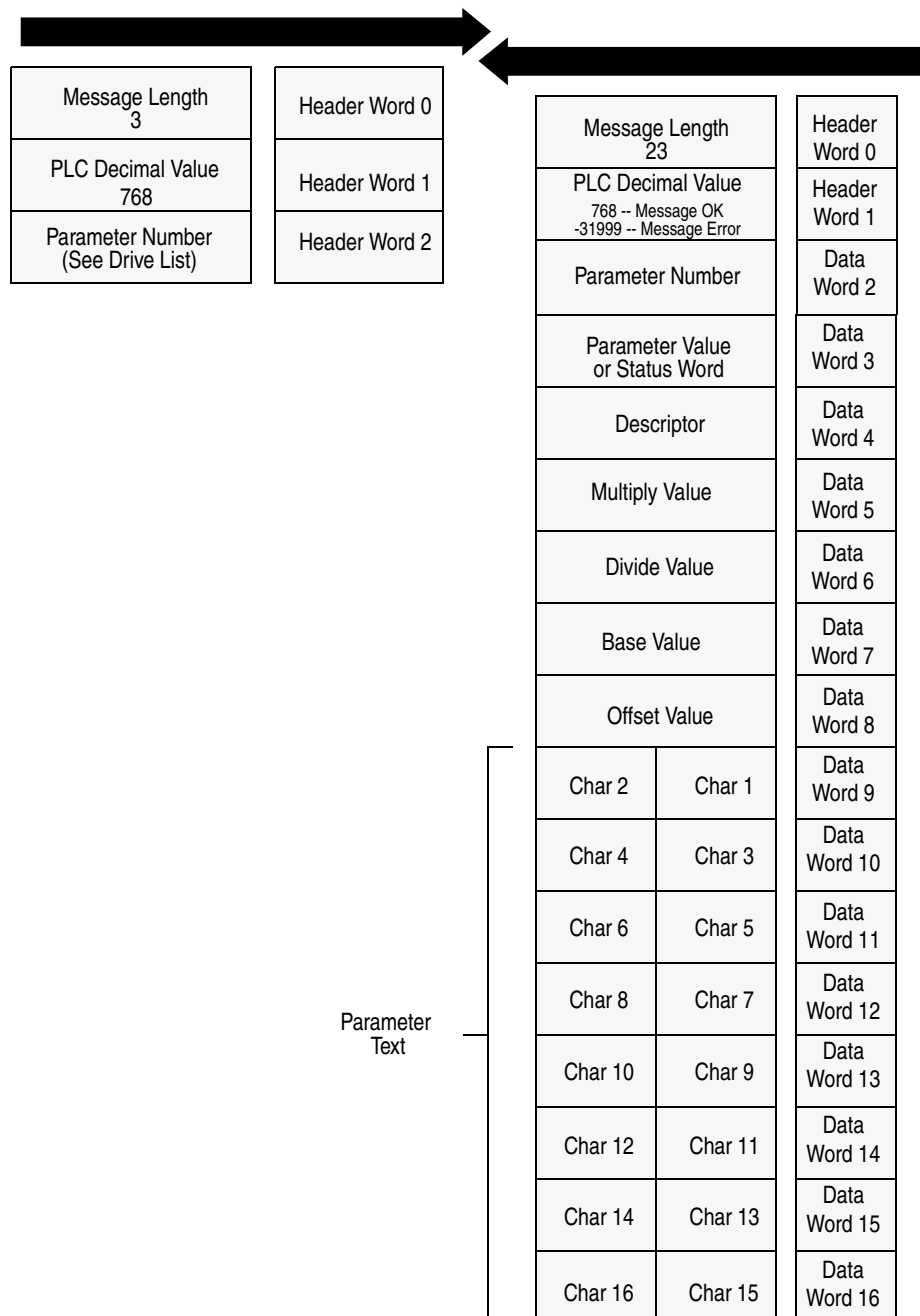 Message Length
3
Header Word 0
PLC Decimal Value
768
Header Word 1
Parameter Number
(See Drive List)
Header Word 2
Message Length
23
Header
Word 0
PLC Decimal Value
768 -- Message OK
-31999 -- Message Error
Header
Word 1
Parameter Number
Data
Word 2
Parameter Value
or Status Word
Data
Word 3
Descriptor
Data
Word 4
Multiply Value
Data
Word 5
Divide Value
Data
Word 6
Base Value
Data
Word 7
Offset Value
Data
Word 8
Parameter
Text
Char 2
Char 1
Data
Word 9
Char 4
Char 3
Data
Word 10
Char 6
Char 5
Data
Word 11
Char 8
Char 7
Data
Word 12
Char 10
Char 9
Data
Word 13
Char 12
Char 11
Data
Word 14
Char 14
Char 13
Data
Word 15
Char 16
Char 15
Data
Word 16